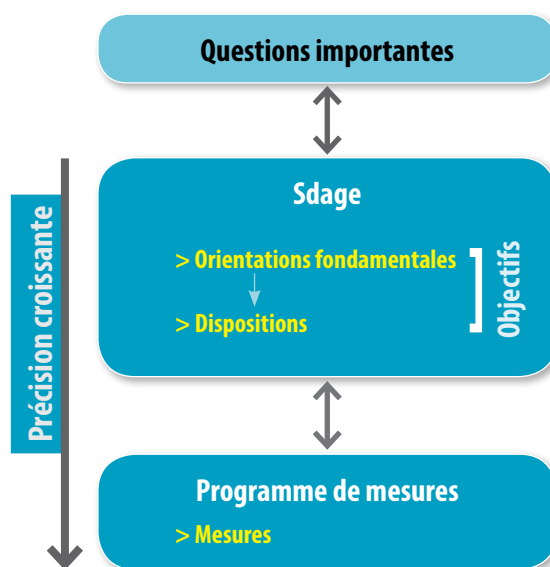 Questions importantes
Sdage
> Orientations fondamentales
> Dispositions
Objectifs
Précision croissante
Programme de mesures
> Mesures